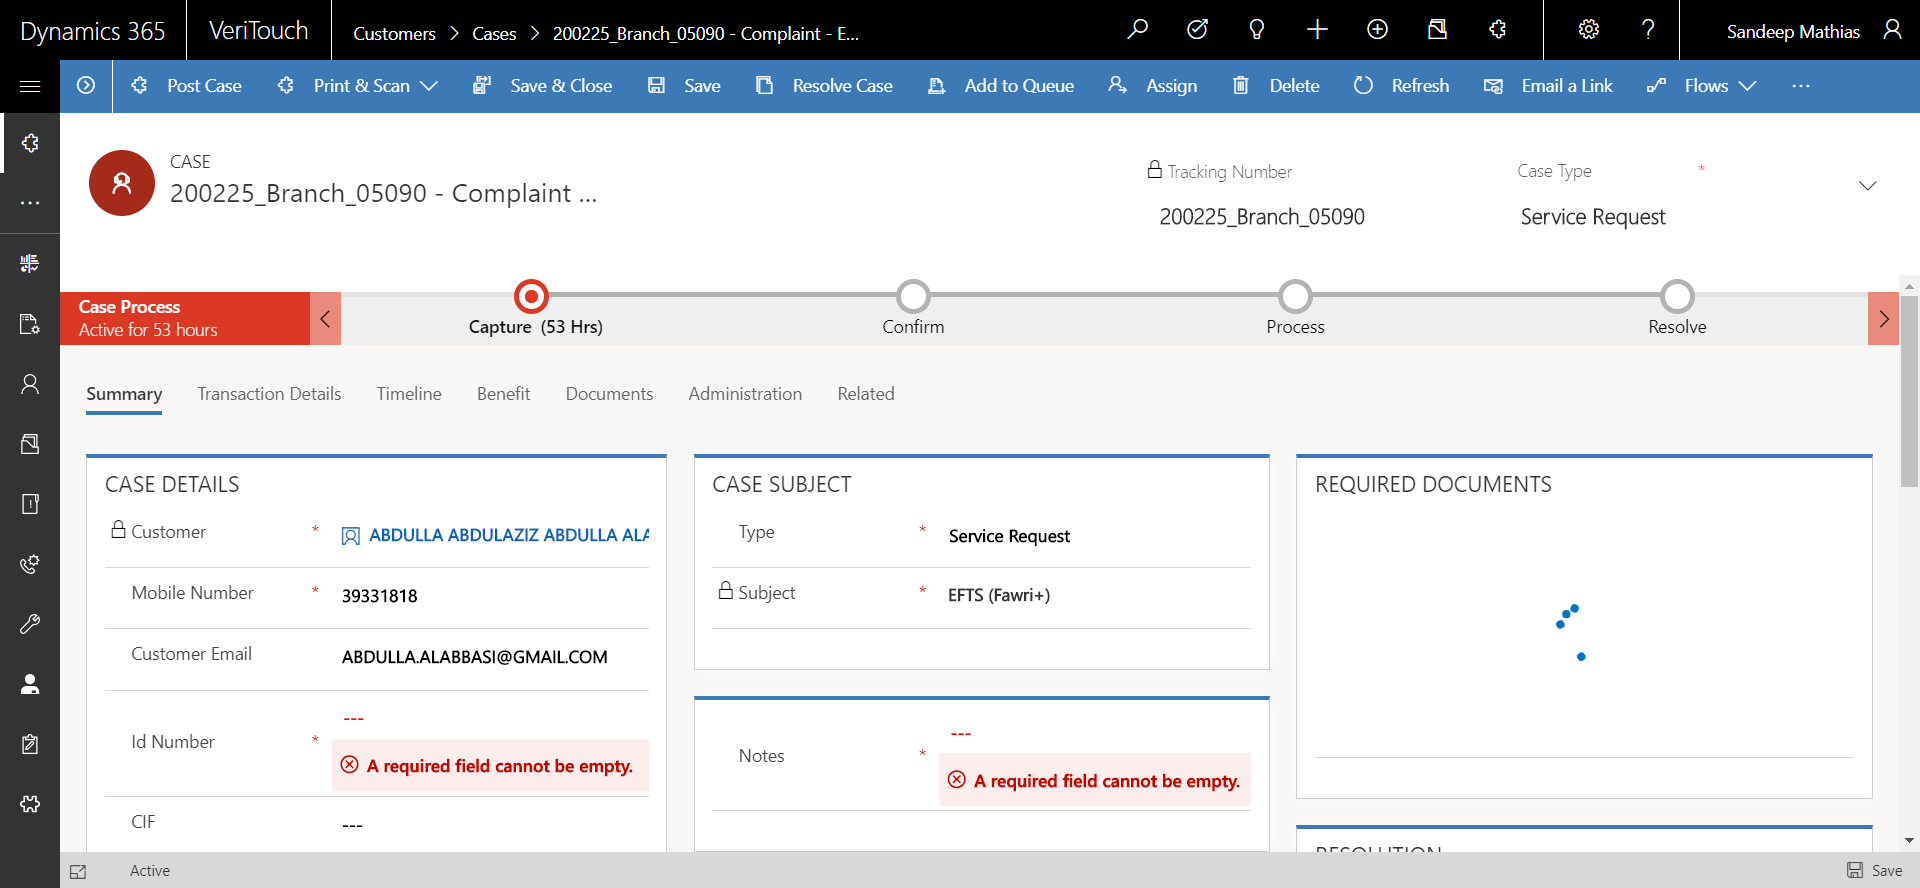 Dynamics 365
VeriTouch
Customers > Cases > 200225_Branch_05090 - Complaint - E...
Sandeep Mathias
Post Case
Print & Scan
Save & Close
Save
Resolve Case
Add to Queue
Assign
Delete
Refresh
Email a Link
Flows
...
CASE
200225_Branch_05090 - Complaint ...
Tracking Number
200225_Branch_05090
Case Type *
Service Request
Case Process
Active for 53 hours
Capture (53 Hrs)
Confirm
Process
Resolve
Summary
Transaction Details
Timeline
Benefit
Documents
Administration
Related
CASE DETAILS
Customer * ABDULLA ABDULAZIZ ABDULLA ALA
Mobile Number * 39331818
Customer Email ABDULLA.ALABBASI@GMAIL.COM
Id Number * ---
A required field cannot be empty.
CIF ---
CASE SUBJECT
Type * Service Request
Subject * EFTS (Fawri+)
Notes * ---
A required field cannot be empty.
REQUIRED DOCUMENTS
RESOLUTION
Active
Save